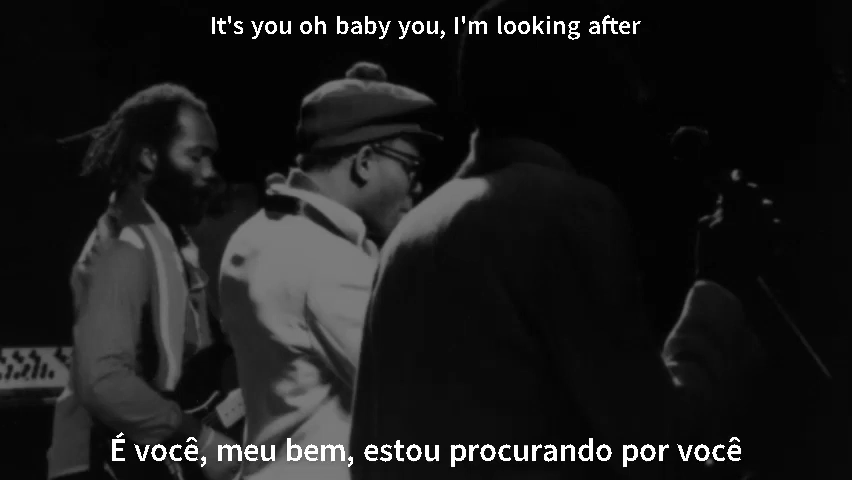 It's you oh baby you, I'm looking after
É você, meu bem, estou procurando por você